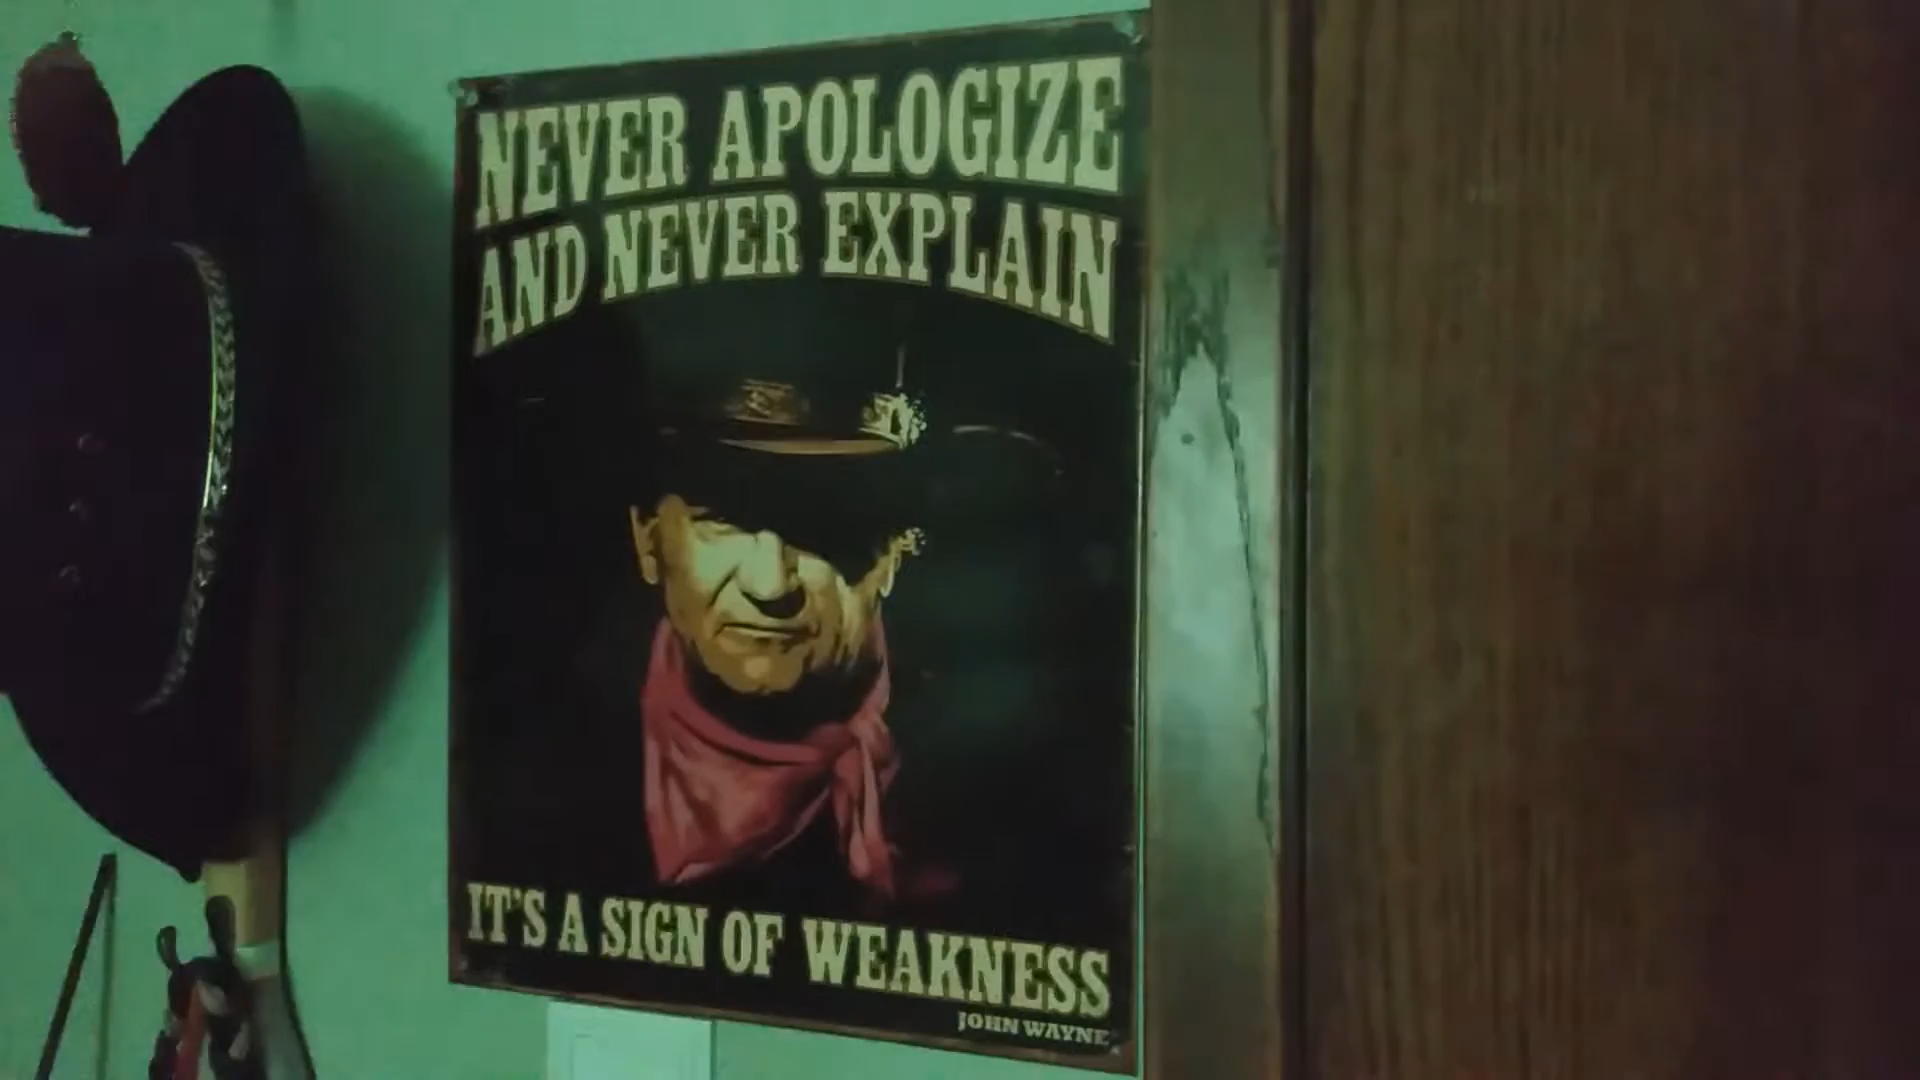 NEVER APOLOGIZE
AND NEVER EXPLAIN
IT'S A SIGN OF WEAKNESS
JOHN WAYNE